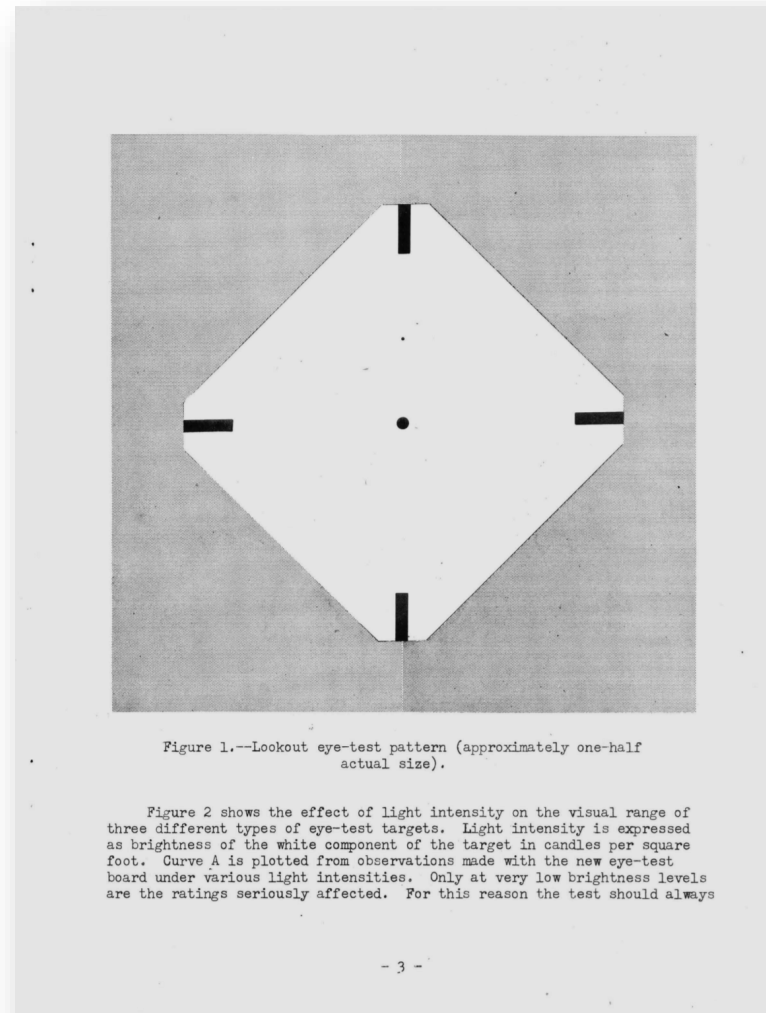 Figure 1.--Lookout eye-test pattern (approximately one-half
actual size).
Figure 2 shows the effect of light intensity on the visual range of
three different types of eye-test targets. Light intensity is expressed
as brightness of the white component of the target in candles per square
foot. Curve A is plotted from observations made with the new eye-test
board under various light intensities. Only at very low brightness levels
are the ratings seriously affected. For this reason the test should always
- 3 -